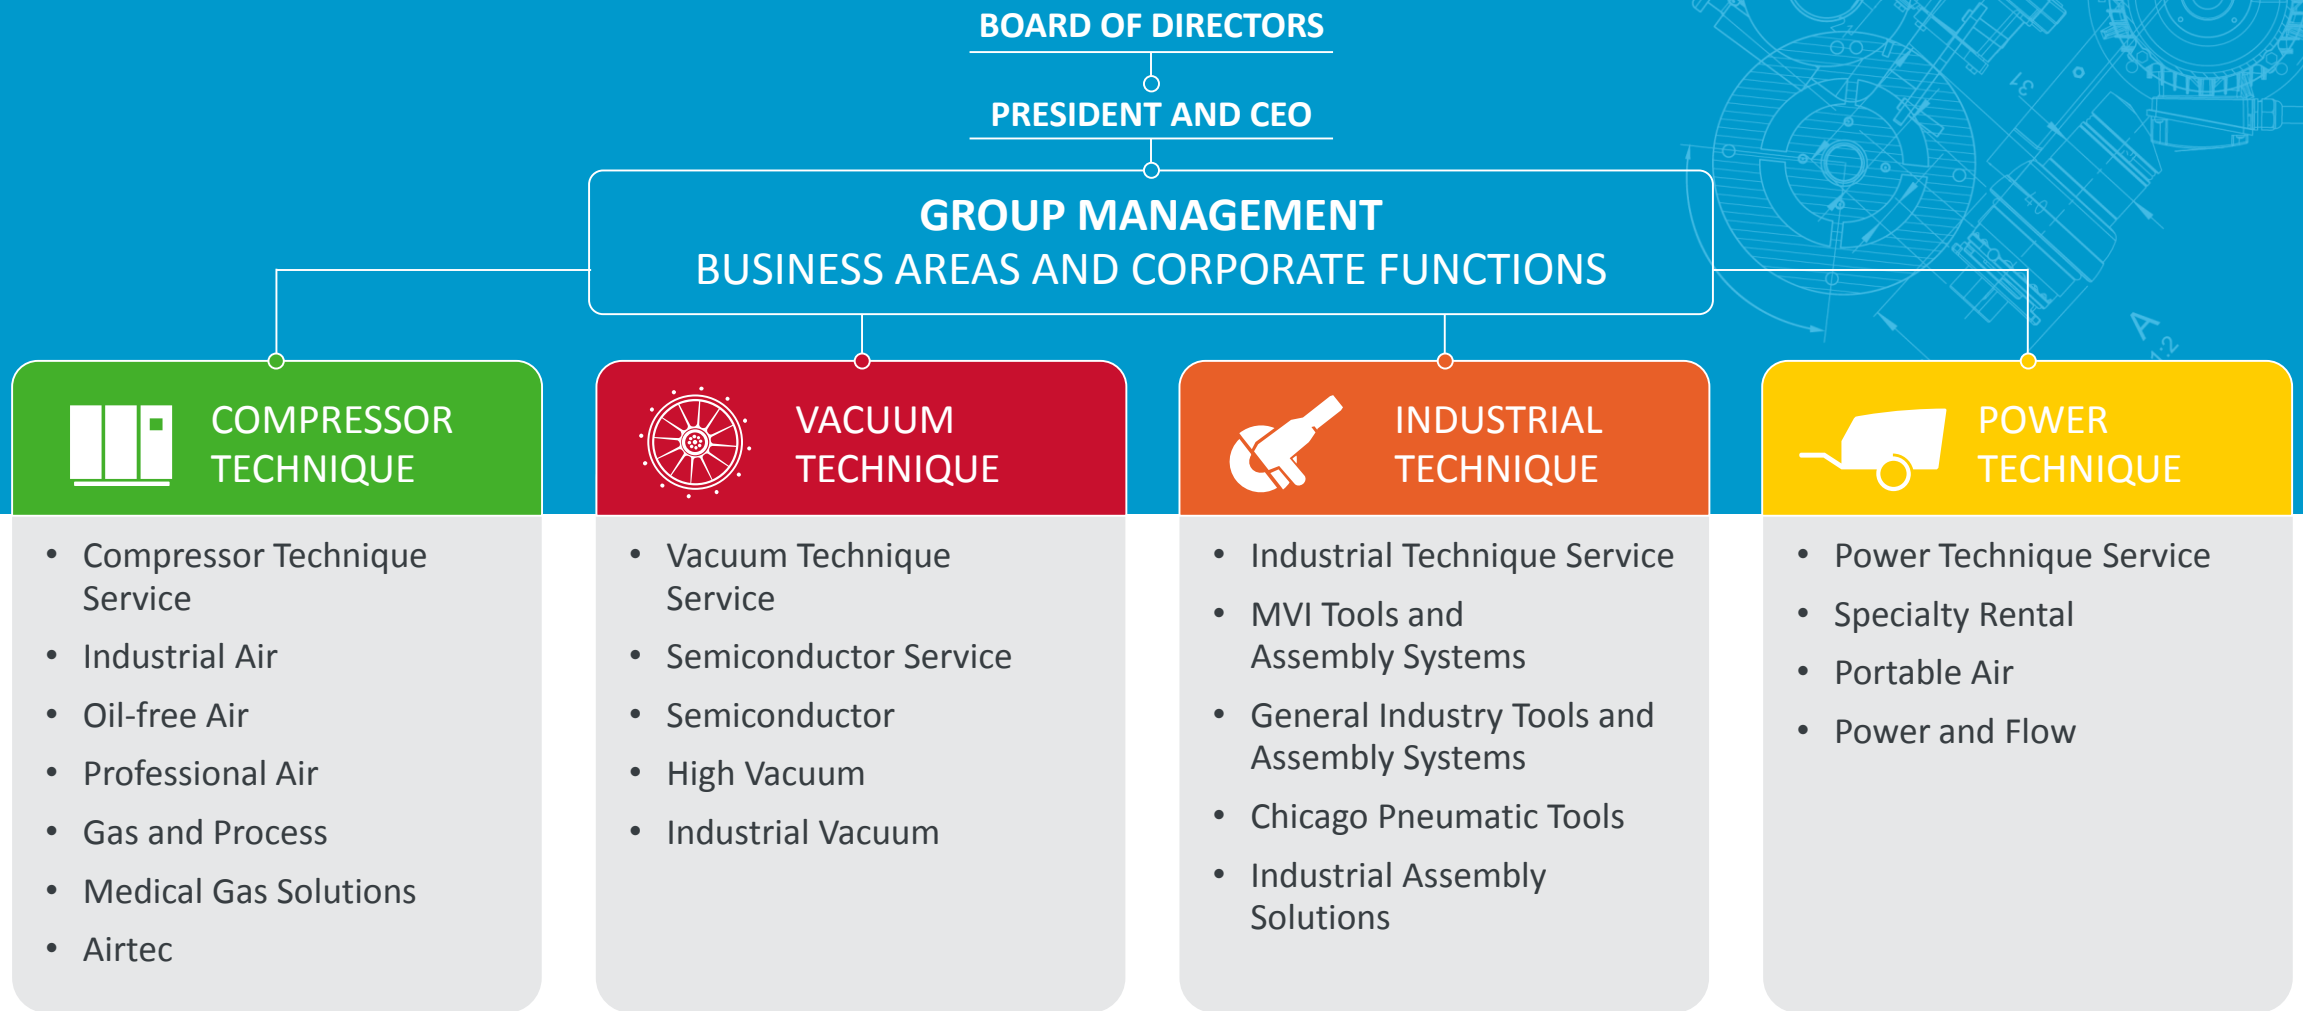 BOARD OF DIRECTORS
PRESIDENT AND CEO
GROUP MANAGEMENT
BUSINESS AREAS AND CORPORATE FUNCTIONS
COMPRESSOR
TECHNIQUE
• Compressor Technique
Service
• Industrial Air
• Oil-free Air
• Professional Air
• Gas and Process
• Medical Gas Solutions
• Airtec
VACUUM
TECHNIQUE
• Vacuum Technique
Service
• Semiconductor Service
• Semiconductor
• High Vacuum
• Industrial Vacuum
INDUSTRIAL
TECHNIQUE
• Industrial Technique Service
• MVI Tools and
Assembly Systems
• General Industry Tools and
Assembly Systems
• Chicago Pneumatic Tools
• Industrial Assembly
Solutions
POWER
TECHNIQUE
• Power Technique Service
• Specialty Rental
• Portable Air
• Power and Flow
31
A
1:2